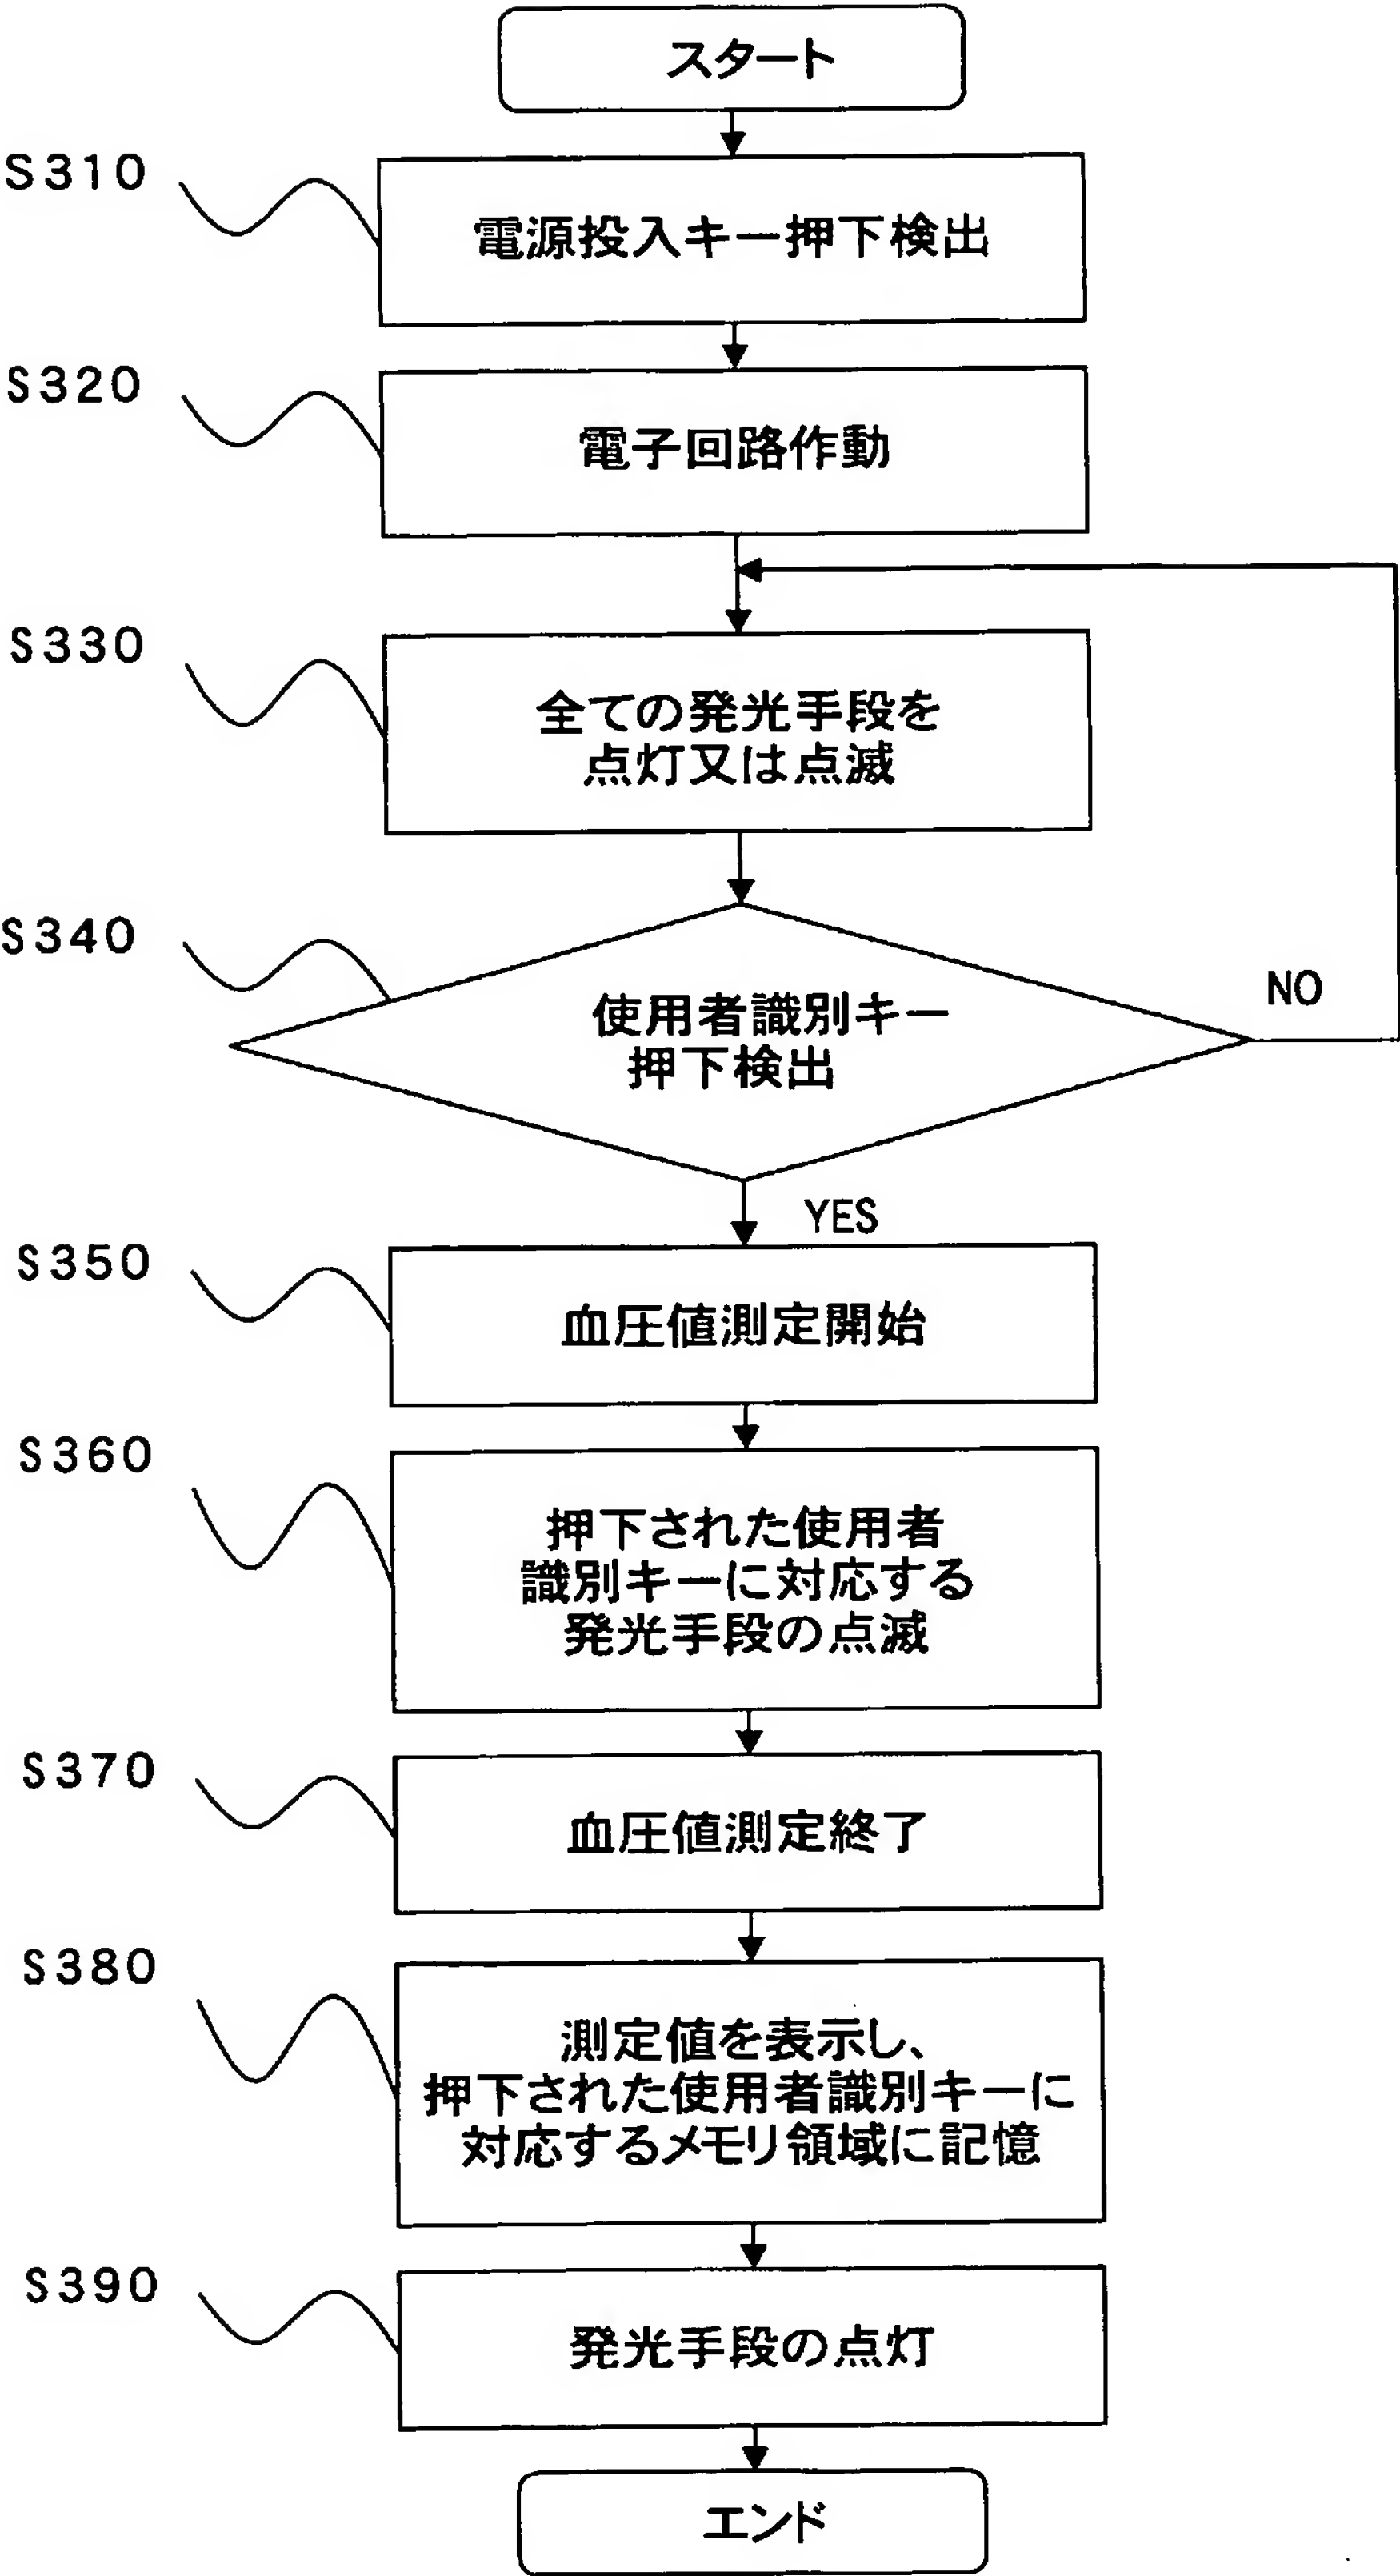 スタート
S310
電源投入キー押下検出
S320
電子回路作動
S330
全ての発光手段を
点灯又は点滅
S340
使用者識別キー
押下検出
NO
YES
S350
血圧値測定開始
S360
押下された使用者
識別キーに対応する
発光手段の点滅
S370
血圧値測定終了
S380
測定値を表示し、
押下された使用者識別キーに
対応するメモリ領域に記憶
S390
発光手段の点灯
エンド